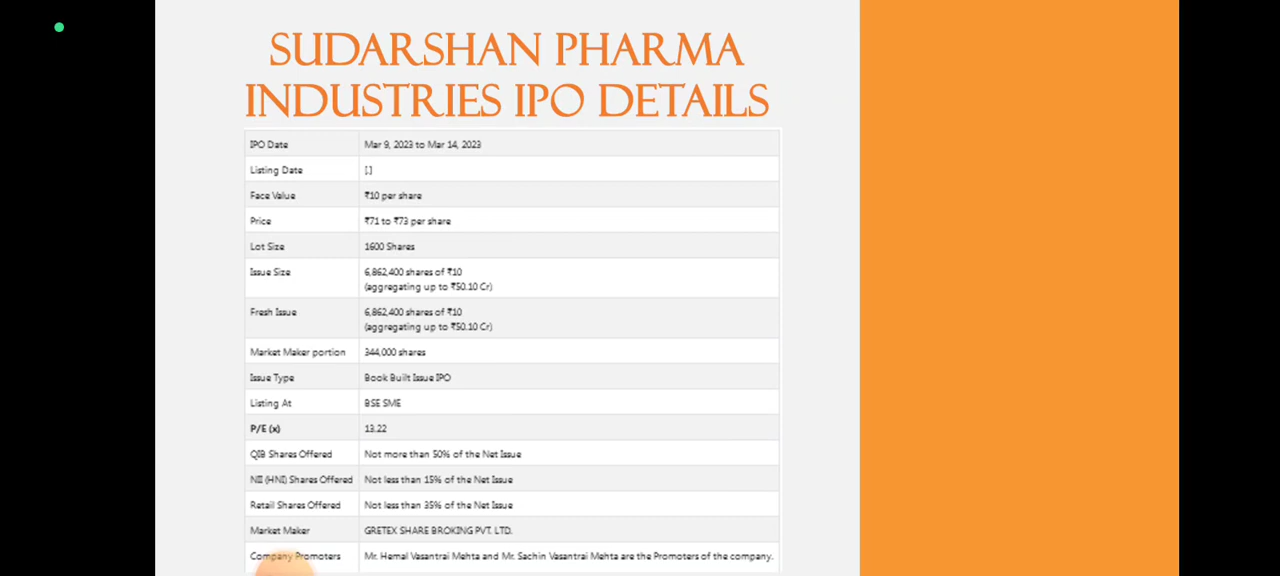 SUDARSHAN PHARMA
INDUSTRIES IPO DETAILS
IPO Date Mar 9, 2023 to Mar 14, 2023
Listing Date [.]
Face Value ₹10 per share
Price ₹71 to ₹73 per share
Lot Size 1600 Shares
Issue Size 6,862,400 shares of ₹10
(aggregating up to ₹50.10 Cr)
Fresh Issue 6,862,400 shares of ₹10
(aggregating up to ₹50.10 Cr)
Market Maker portion 344,000 shares
Issue Type Book Built Issue IPO
Listing At BSE SME
P/E (x) 13.22
QIB Shares Offered Not more than 50% of the Net Issue
NII (HNI) Shares Offered Not less than 15% of the Net Issue
Retail Shares Offered Not less than 35% of the Net Issue
Market Maker GRETEX SHARE BROKING PVT. LTD.
Company Promoters Mr. Hemal Vasantrai Mehta and Mr. Sachin Vasantrai Mehta are the Promoters of the company.